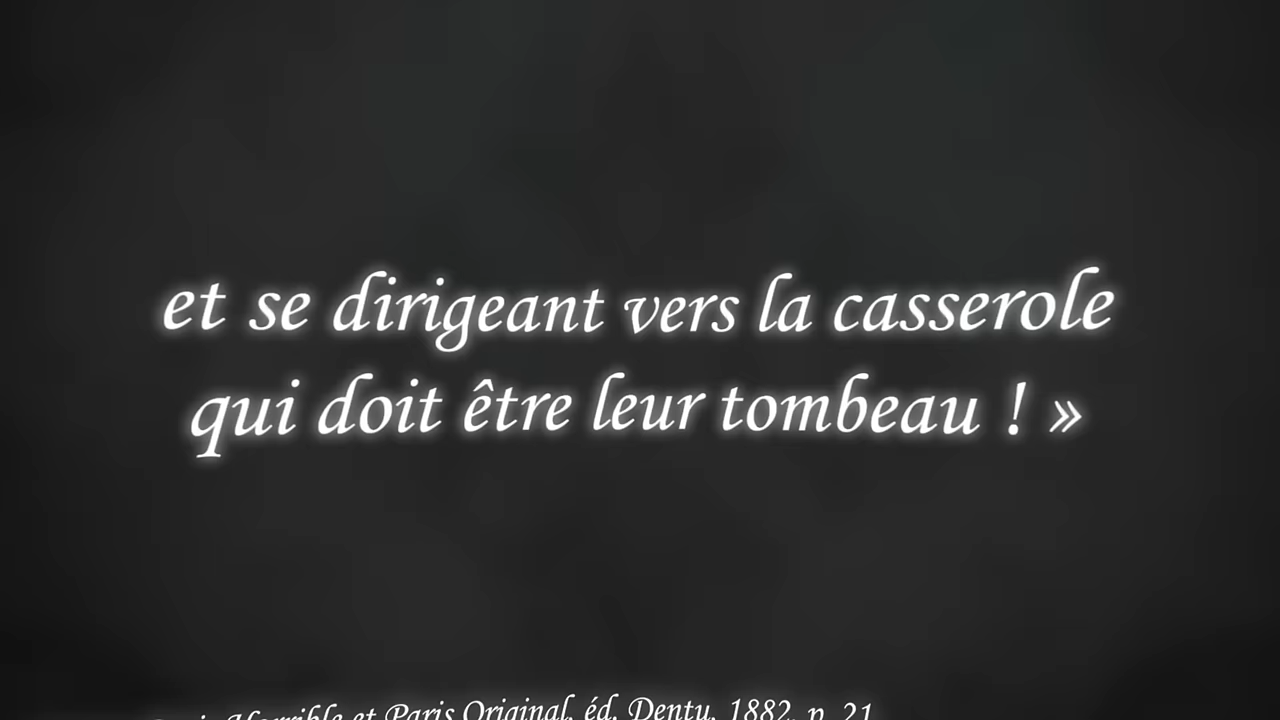 et se dirigeant vers la casserole
qui doit être leur tombeau ! »
Horrible et Paris Original, éd. Dentu, 1882, p. 21